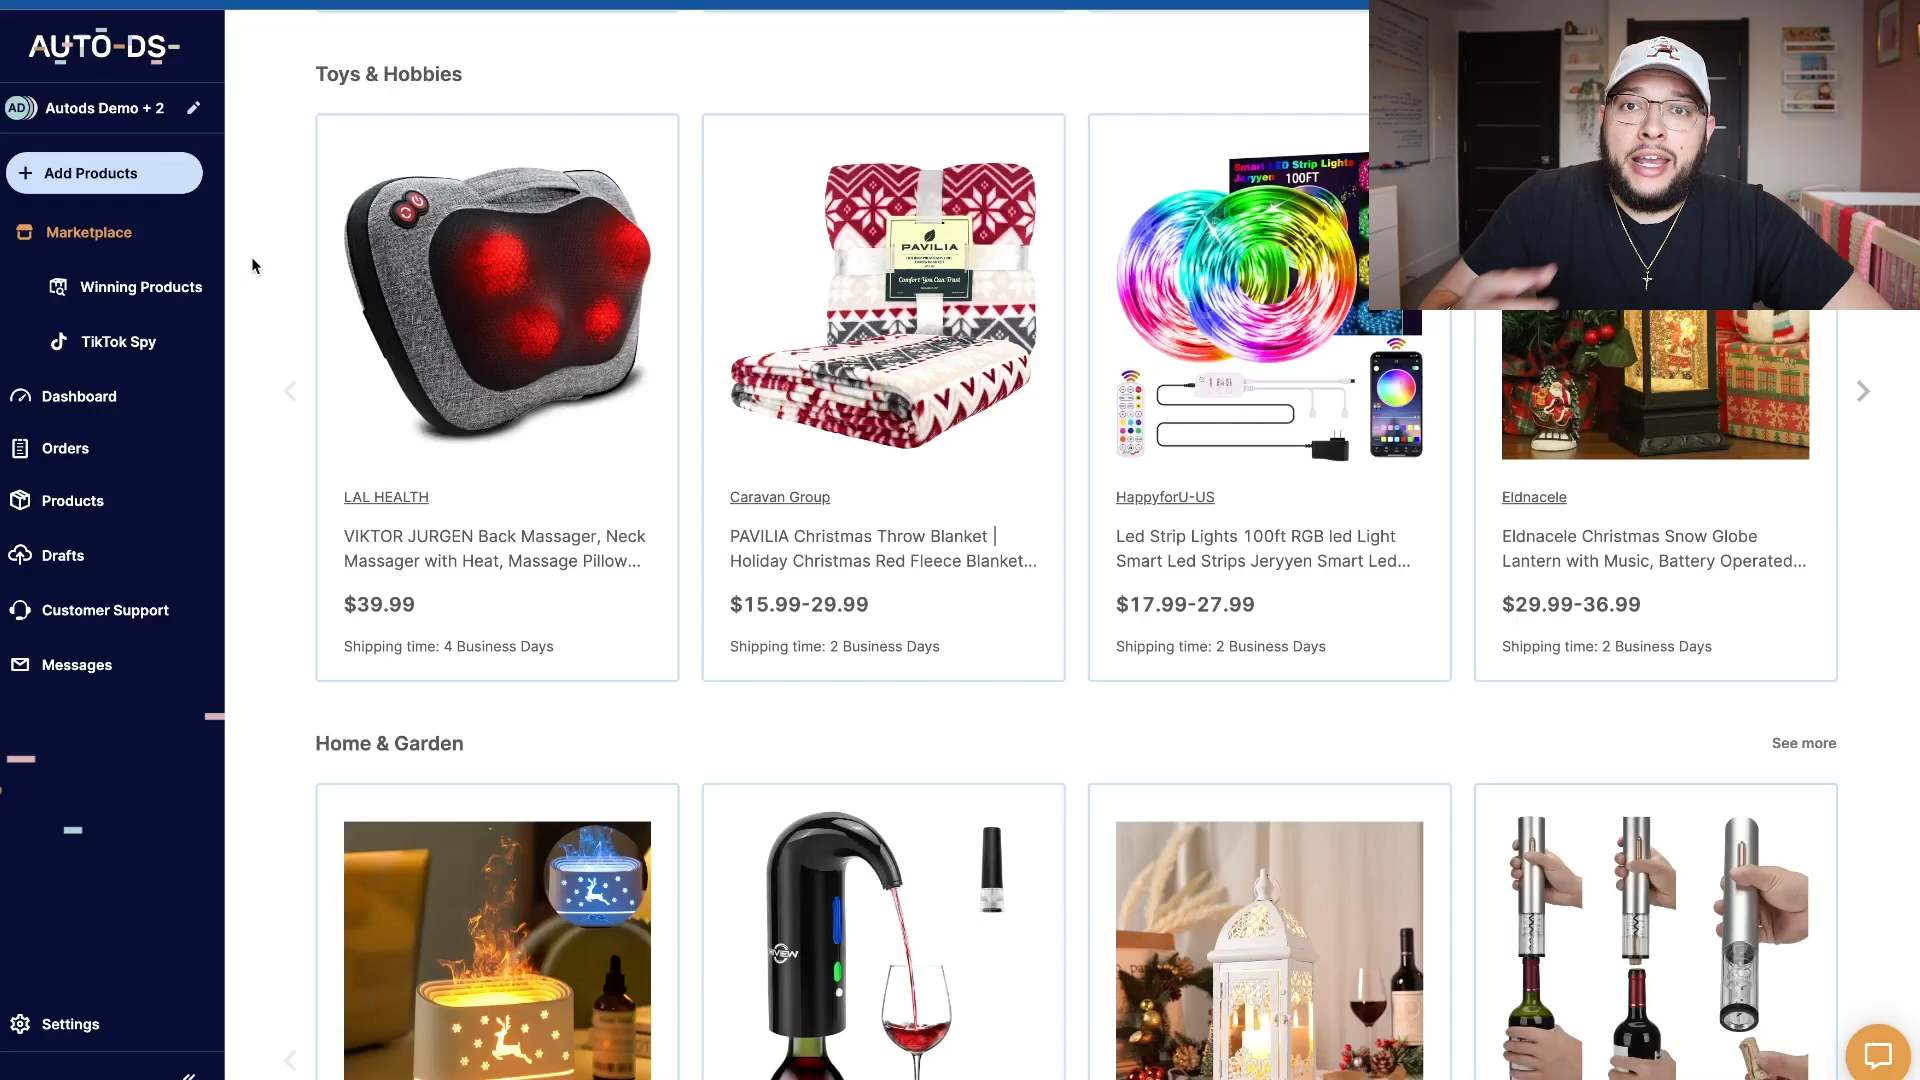 AUTO-DS-
AD
Autods Demo + 2
Add Products
Marketplace
Winning Products
TikTok Spy
Dashboard
Orders
Products
Drafts
Customer Support
Messages
Settings
Toys & Hobbies
PAVILIA
Comfort You Can Trust
Smart LED Strip Lights
Jeryyen 100FT
LAL HEALTH
VIKTOR JURGEN Back Massager, Neck
Massager with Heat, Massage Pillow...
$39.99
Shipping time: 4 Business Days
Caravan Group
PAVILIA Christmas Throw Blanket |
Holiday Christmas Red Fleece Blanket...
$15.99-29.99
Shipping time: 2 Business Days
HappyforU-US
Led Strip Lights 100ft RGB led Light
Smart Led Strips Jeryyen Smart Led...
$17.99-27.99
Shipping time: 2 Business Days
Eldnacele
Eldnacele Christmas Snow Globe
Lantern with Music, Battery Operated...
$29.99-36.99
Shipping time: 2 Business Days
Home & Garden
See more